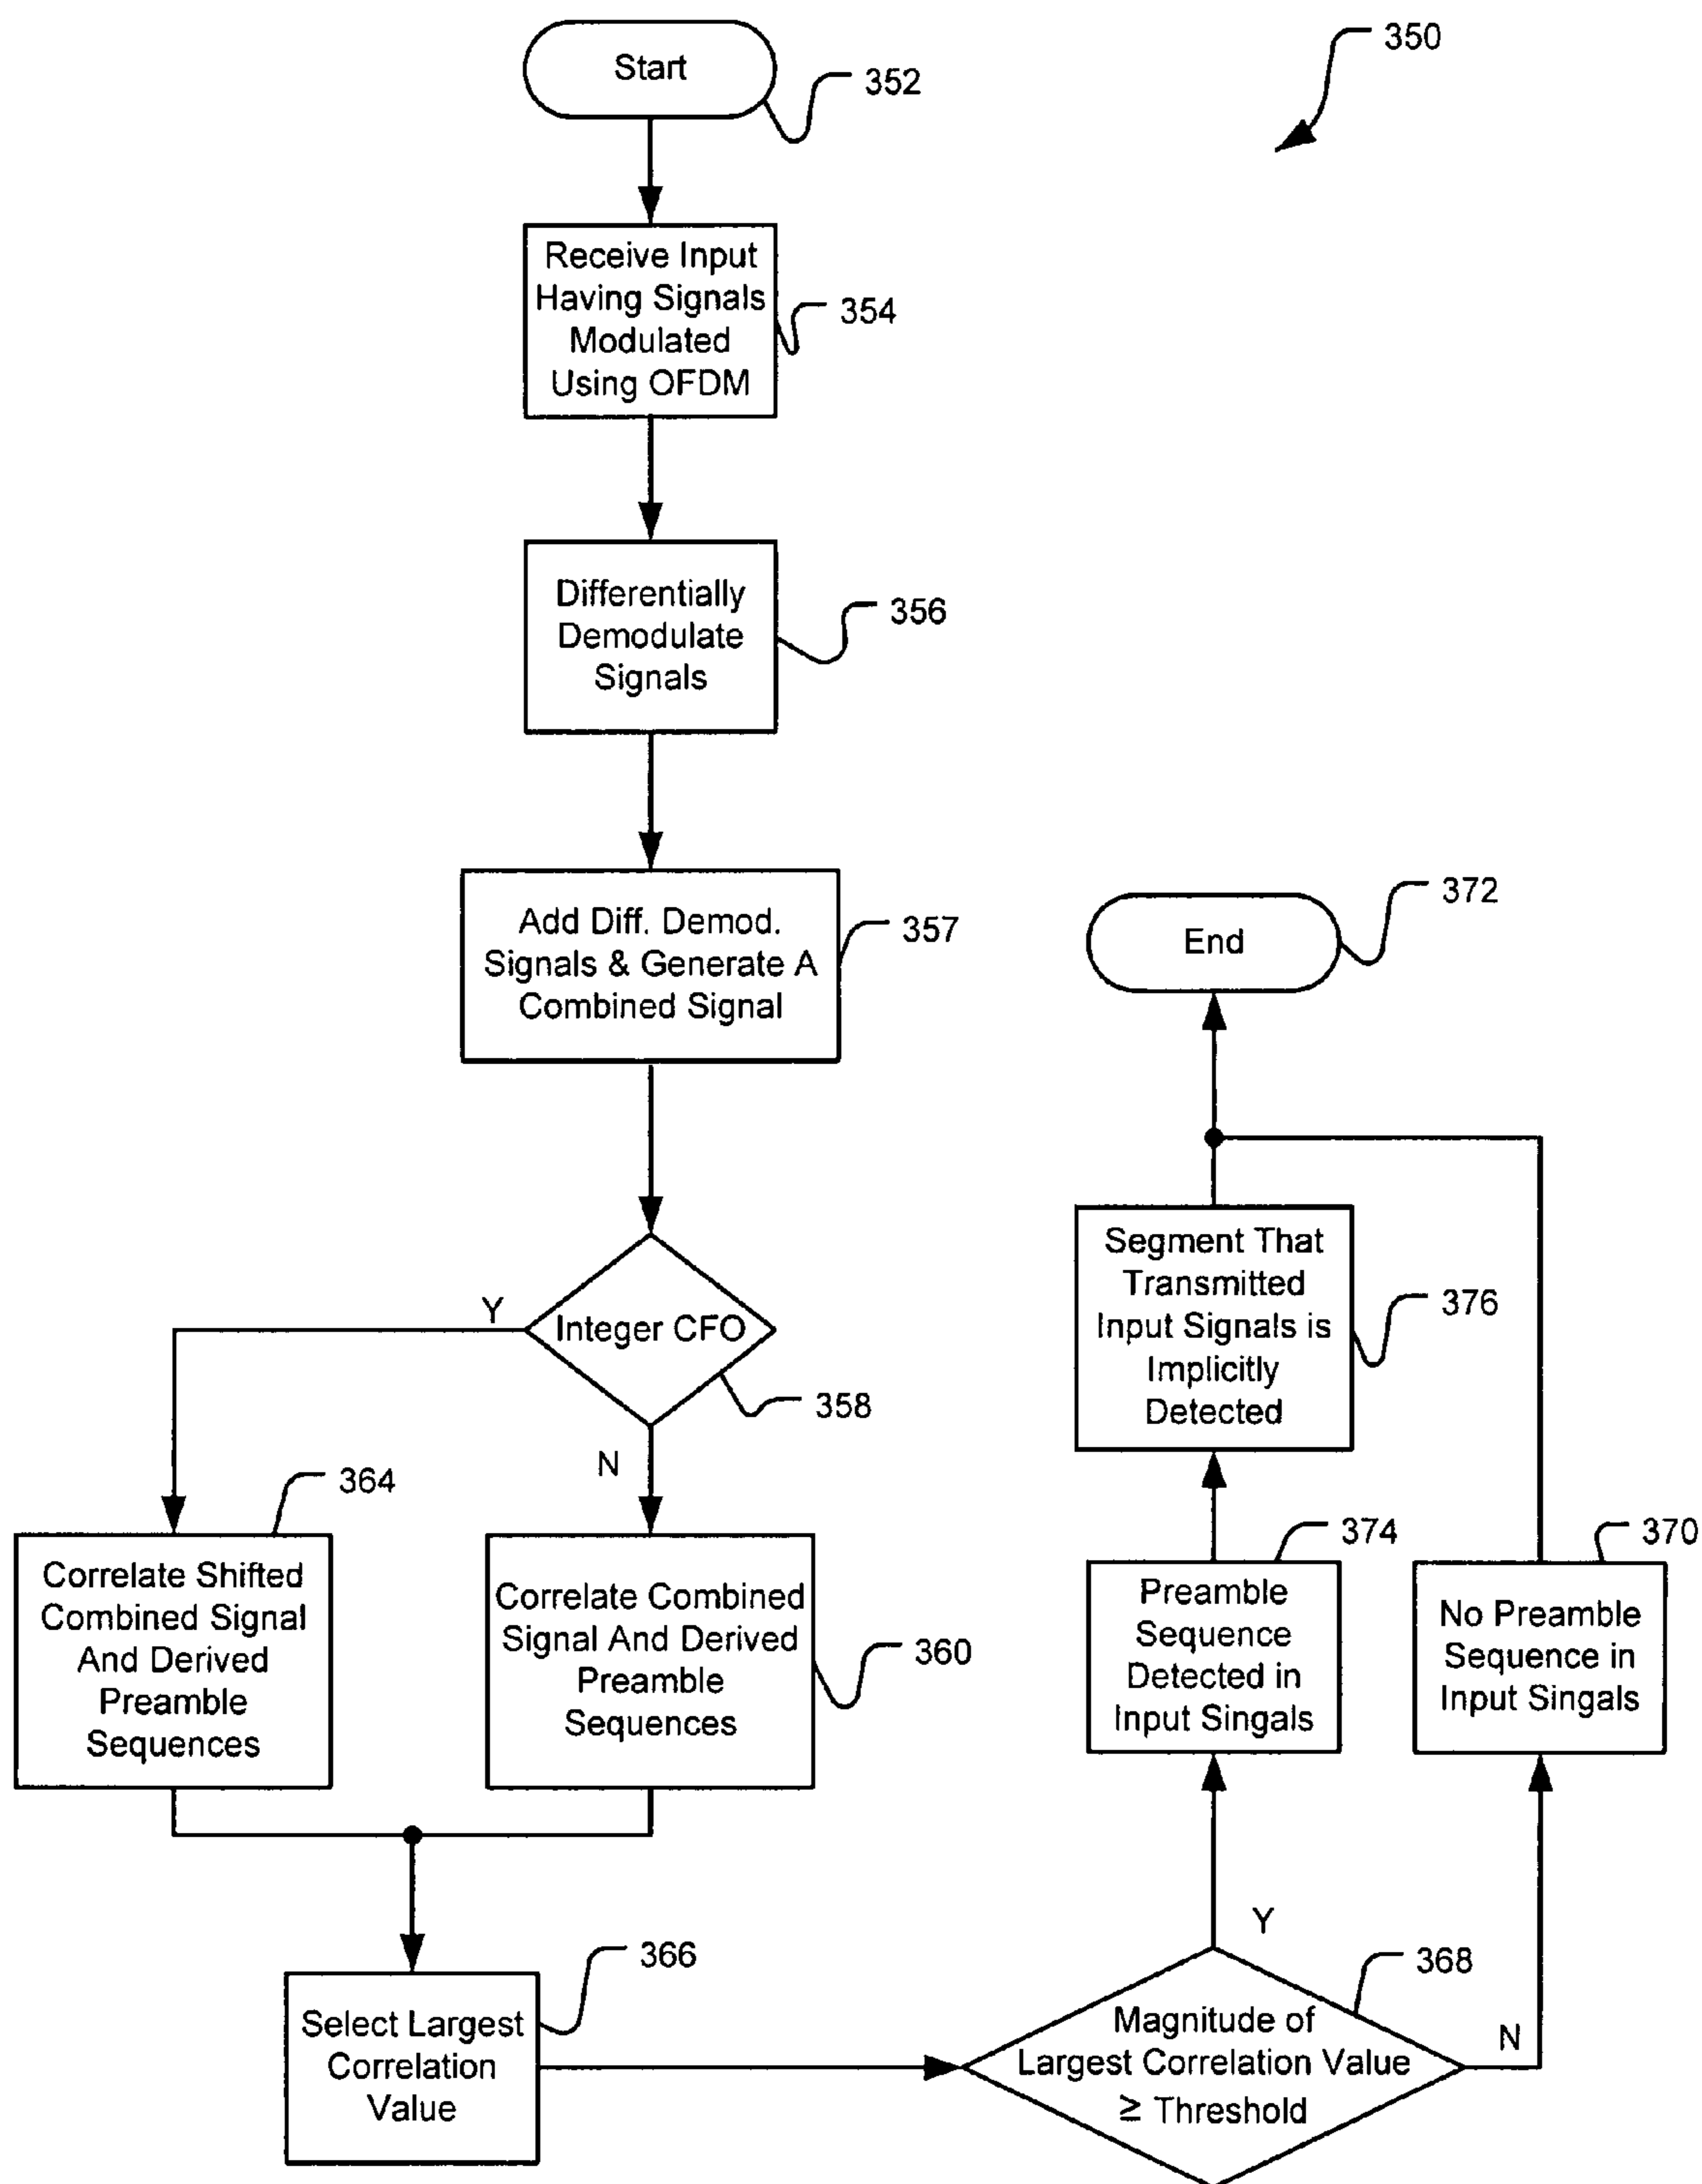 350
Start
352
Receive Input
Having Signals
Modulated
Using OFDM
354
Differentially
Demodulate
Signals
356
Add Diff. Demod.
Signals & Generate A
Combined Signal
357
Integer CFO
Y
N
358
Correlate Shifted
Combined Signal
And Derived
Preamble
Sequences
364
Correlate Combined
Signal And Derived
Preamble
Sequences
360
Select Largest
Correlation
Value
366
Magnitude of
Largest Correlation Value
≥ Threshold
368
Y
N
Preamble
Sequence
Detected in
Input Singals
374
No Preamble
Sequence in
Input Singals
370
Segment That
Transmitted
Input Signals is
Implicitly
Detected
376
End
372